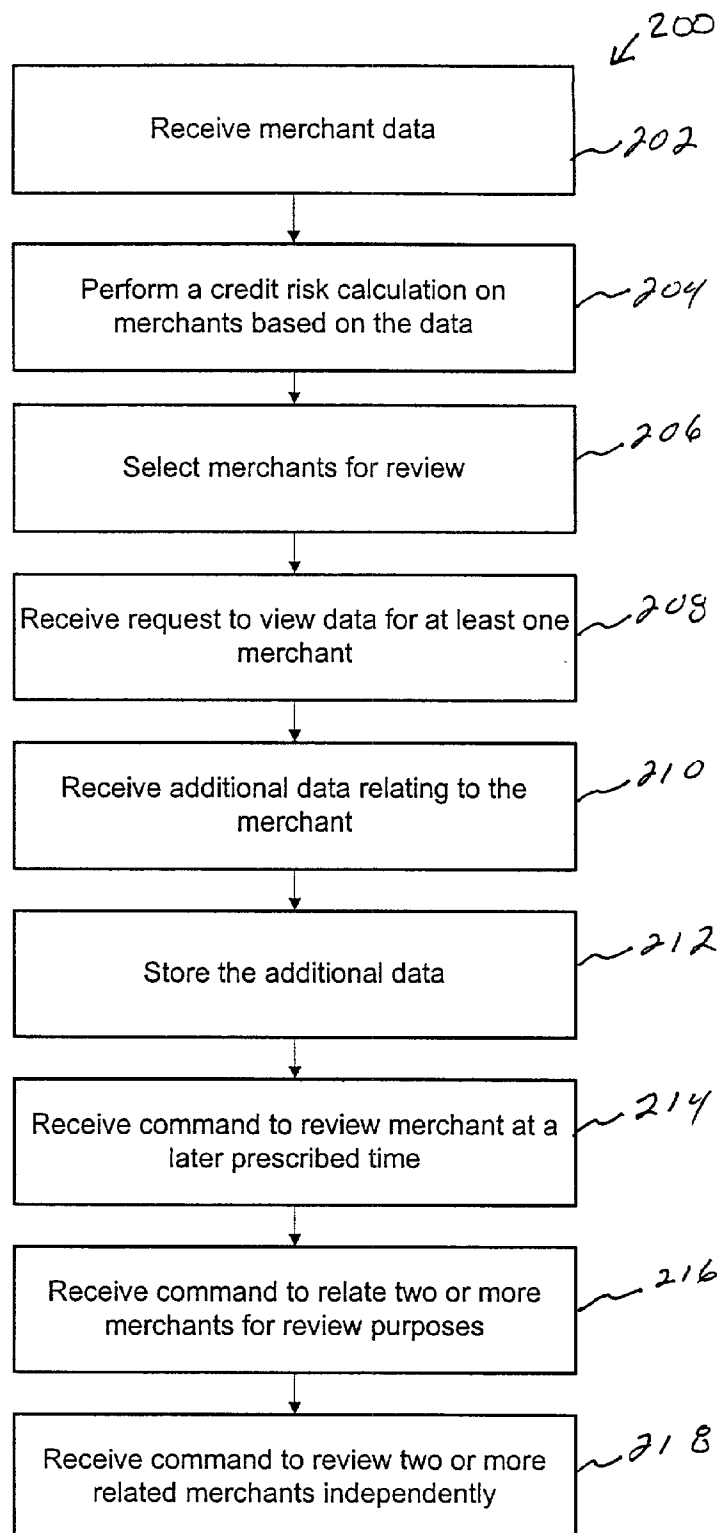 200
Receive merchant data
202
Perform a credit risk calculation on
merchants based on the data
204
Select merchants for review
206
Receive request to view data for at least one
merchant
208
Receive additional data relating to the
merchant
210
Store the additional data
212
Receive command to review merchant at a
later prescribed time
214
Receive command to relate two or more
merchants for review purposes
216
Receive command to review two or more
related merchants independently
218